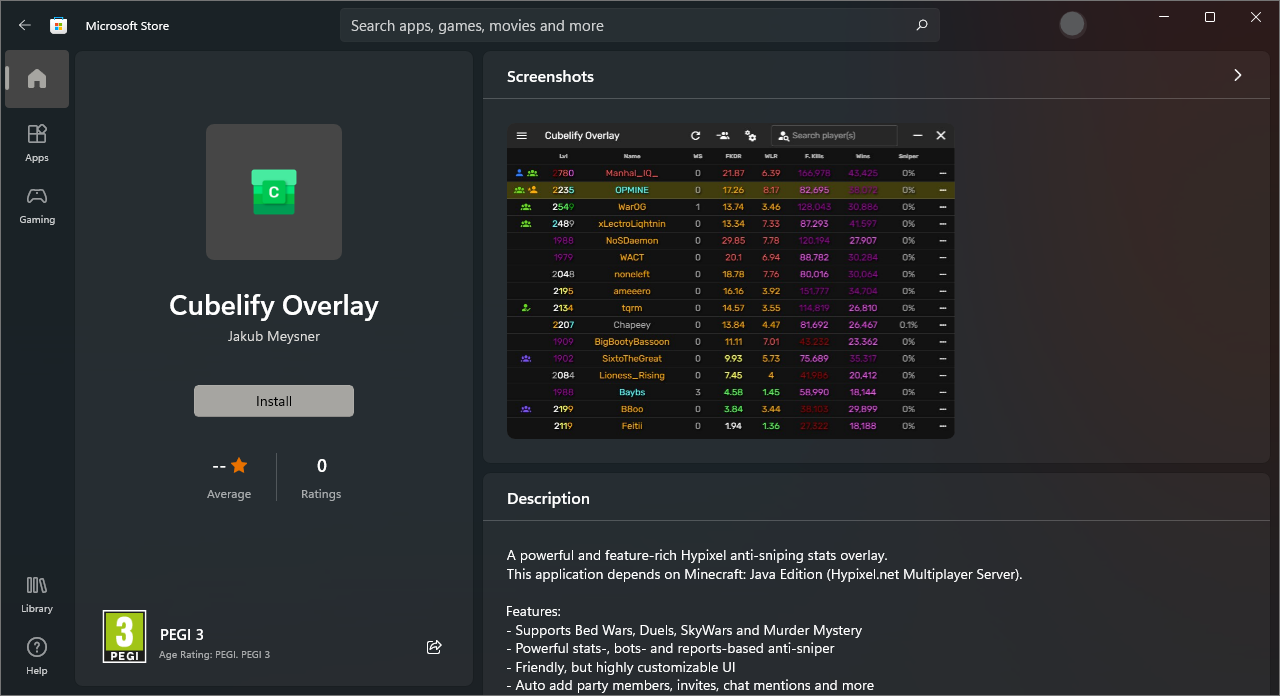 Microsoft Store
Search apps, games, movies and more
Apps
Gaming
Library
Help
C
Cubelify Overlay
Jakub Meysner
Install
-- Average
0 Ratings
3
PEGI
PEGI 3
Age Rating: PEGI. PEGI 3
Screenshots
Cubelify Overlay Search player(s)
Lvl Name WS FKDR WLR F. Kills Wins Sniper
2780 Manhal_IQ_ 0 21.87 6.39 166,978 43,425 0%
2235 OPMINE 0 17.26 8.17 82,695 0%
2549 WarOG 1 13.74 3.46 128,043 30,886 0%
2489 xLectroLightnin 0 13.34 7.33 87,293 41,597 0%
1988 NoSDaemon 0 29.85 7.78 120,194 27,907 0%
1979 WACT 0 20.1 6.94 88,782 30,284 0%
2048 noneleft 0 18.78 7.76 80,016 30,064 0%
2195 ameeero 0 16.16 3.92 151,777 34,704 0%
2134 tqrm 0 14.57 3.55 114,819 26,810 0%
2207 Chapeey 0 13.84 4.47 81,692 26,467 0.1%
1909 BigBootyBassoon 0 11.11 7.01 43,232 23,362 0%
1902 SixtoTheGreat 0 9.93 5.73 75,689 35,317 0%
2084 Lioness_Rising 0 7.45 4 41,986 20,412 0%
1988 Baybs 3 4.58 1.45 58,990 18,144 0%
2199 B8oo 0 3.84 3.44 38,103 29,899 0%
2119 Feitii 0 1.94 1.36 27,322 18,188 0%
Description
A powerful and feature-rich Hypixel anti-sniping stats overlay.
This application depends on Minecraft: Java Edition (Hypixel.net Multiplayer Server).
Features:
- Supports Bed Wars, Duels, SkyWars and Murder Mystery
- Powerful stats-, bots- and reports-based anti-sniper
- Friendly, but highly customizable UI
- Auto add party members, invites, chat mentions and more